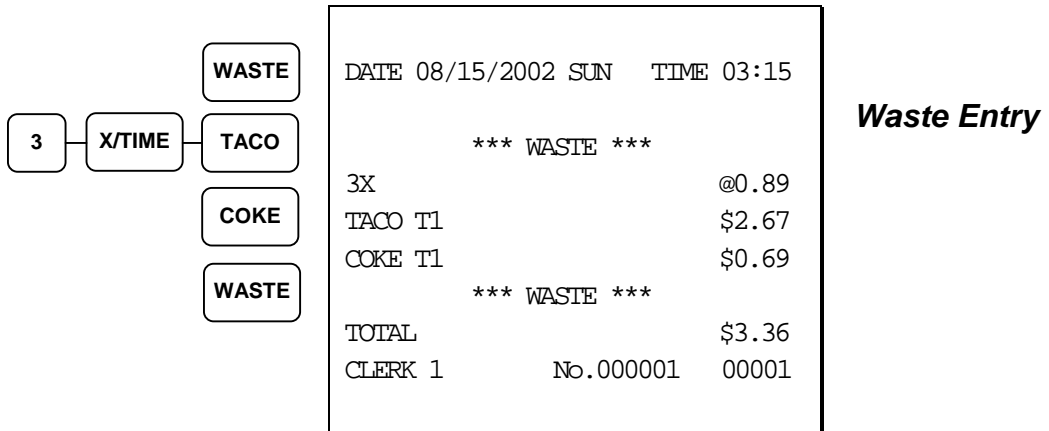 WASTE
3 X/TIME TACO
COKE
WASTE
DATE 08/15/2002 SUN TIME 03:15
*** WASTE ***
3X @0.89
TACO T1 $2.67
COKE T1 $0.69
*** WASTE ***
TOTAL $3.36
CLERK 1 No.000001 00001
Waste Entry